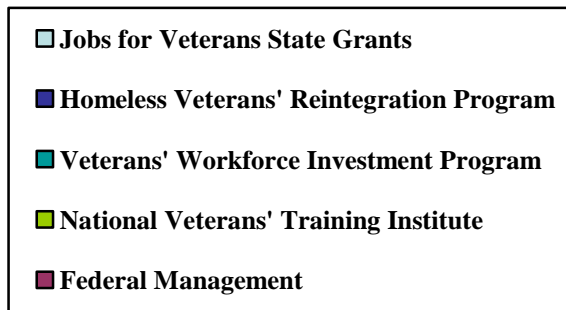 Jobs for Veterans State Grants
Homeless Veterans' Reintegration Program
Veterans' Workforce Investment Program
National Veterans' Training Institute
Federal Management